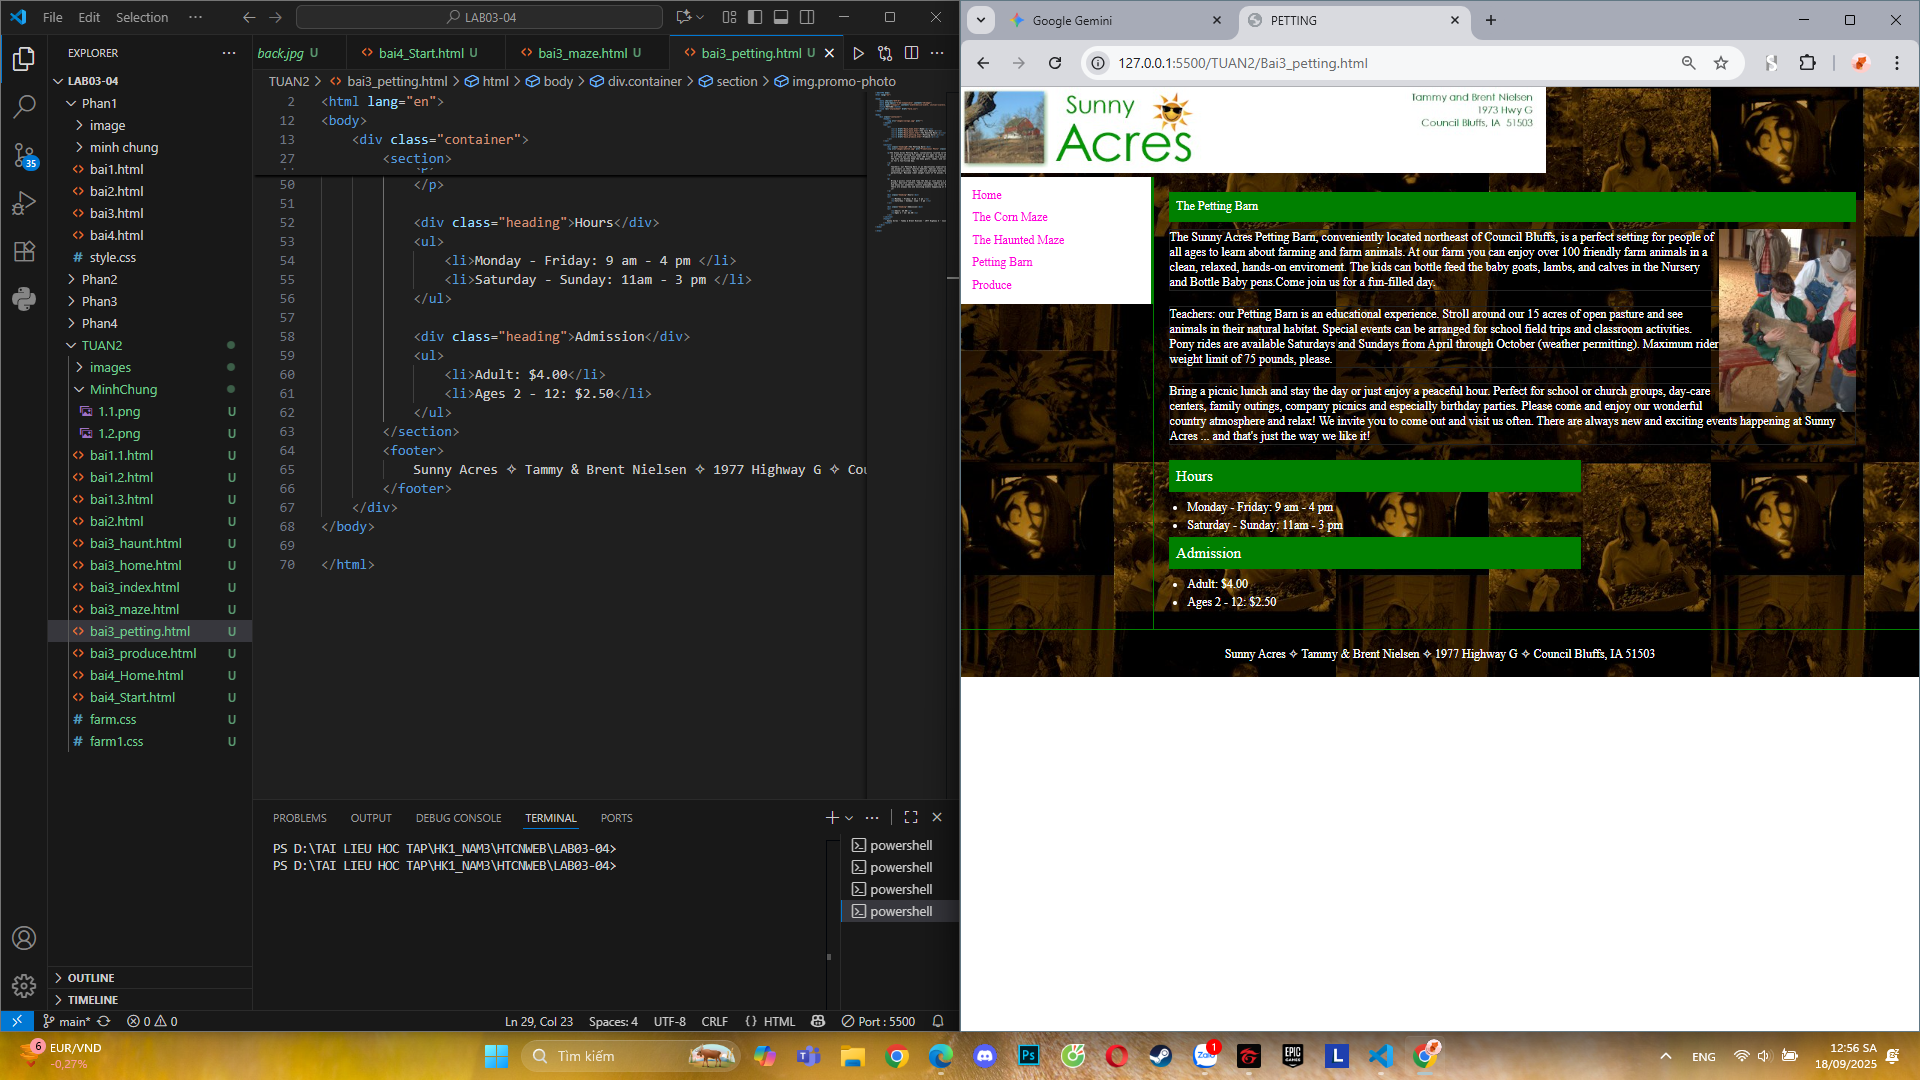 File Edit Selection ···
LAB03-04
EXPLORER
LAB03-04
Phan1
image
minh chung
bai1.html
bai2.html
bai3.html
bai4.html
# style.css
Phan2
Phan3
Phan4
TUAN2
images
MinhChung
1.1.png U
1.2.png U
bai1.1.html U
bai1.2.html U
bai1.3.html U
bai2.html U
bai3_haunt.html U
bai3_home.html U
bai3_index.html U
bai3_maze.html U
bai3_petting.html U
bai3_produce.html U
bai4_Home.html U
bai4_Start.html U
# farm.css U
# farm1.css U
OUTLINE
TIMELINE
35
back.jpg U
bai4_Start.html U
bai3_maze.html U
bai3_petting.html U
TUAN2 > bai3_petting.html > html > body > div.container > section > img.promo-photo
2 <html lang="en">
12 <body>
13 <div class="container">
27 <section>
50 </p>
51
52 <div class="heading">Hours</div>
53 <ul>
54 <li>Monday - Friday: 9 am - 4 pm </li>
55 <li>Saturday - Sunday: 11am - 3 pm </li>
56 </ul>
57
58 <div class="heading">Admission</div>
59 <ul>
60 <li>Adult: $4.00</li>
61 <li>Ages 2 - 12: $2.50</li>
62 </ul>
63 </section>
64 <footer>
65 Sunny Acres ✧ Tammy & Brent Nielsen ✧ 1977 Highway G ✧ Cou
66 </footer>
67 </div>
68 </body>
69
70 </html>
PROBLEMS OUTPUT DEBUG CONSOLE TERMINAL PORTS
PS D:\TAI LIEU HOC TAP\HK1_NAM3\HTCNWEB\LAB03-04>
PS D:\TAI LIEU HOC TAP\HK1_NAM3\HTCNWEB\LAB03-04>
powershell
powershell
powershell
powershell
main* 0 0
Ln 29, Col 23 Spaces: 4 UTF-8 CRLF {} HTML Port : 5500
Google Gemini
PETTING
127.0.0.1:5500/TUAN2/Bai3_petting.html
Sunny
Acres
Tammy and Brent Nielsen
1973 Hwy G
Council Bluffs, IA 51503
Home
The Corn Maze
The Haunted Maze
Petting Barn
Produce
The Petting Barn
The Sunny Acres Petting Barn, conveniently located northeast of Council Bluffs, is a perfect setting for people of
all ages to learn about farming and farm animals. At our farm you can enjoy over 100 friendly farm animals in a
clean, relaxed, hands-on enviroment. The kids can bottle feed the baby goats, lambs, and calves in the Nursery
and Bottle Baby pens.Come join us for a fun-filled day.
Teachers: our Petting Barn is an educational experience. Stroll around our 15 acres of open pasture and see
animals in their natural habitat. Special events can be arranged for school field trips and classroom activities.
Pony rides are available Saturdays and Sundays from April through October (weather permitting). Maximum rider
weight limit of 75 pounds, please.
Bring a picnic lunch and stay the day or just enjoy a peaceful hour. Perfect for school or church groups, day-care
centers, family outings, company picnics and especially birthday parties. Please come and enjoy our wonderful
country atmosphere and relax! We invite you to come out and visit us often. There are always new and exciting events happening at Sunny
Acres ... and that's just the way we like it!
Hours
• Monday - Friday: 9 am - 4 pm
• Saturday - Sunday: 11am - 3 pm
Admission
• Adult: $4.00
• Ages 2 - 12: $2.50
Sunny Acres ✧ Tammy & Brent Nielsen ✧ 1977 Highway G ✧ Council Bluffs, IA 51503
6
EUR/VND
-0,27%
Tìm kiếm
Ps
Zalo
1
EPIC GAMES
L
ENG
12:56 SA
18/09/2025